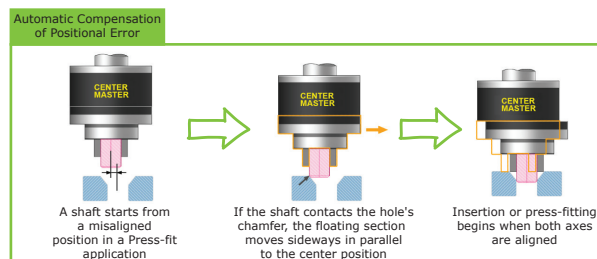 Automatic Compensation
of Positional Error
CENTER
MASTER
A shaft starts from
a misaligned
position in a Press-fit
application
CENTER
MASTER
If the shaft contacts the hole's
chamfer, the floating section
moves sideways in parallel
to the center position
CENTER
MASTER
Insertion or press-fitting
begins when both axes
are aligned